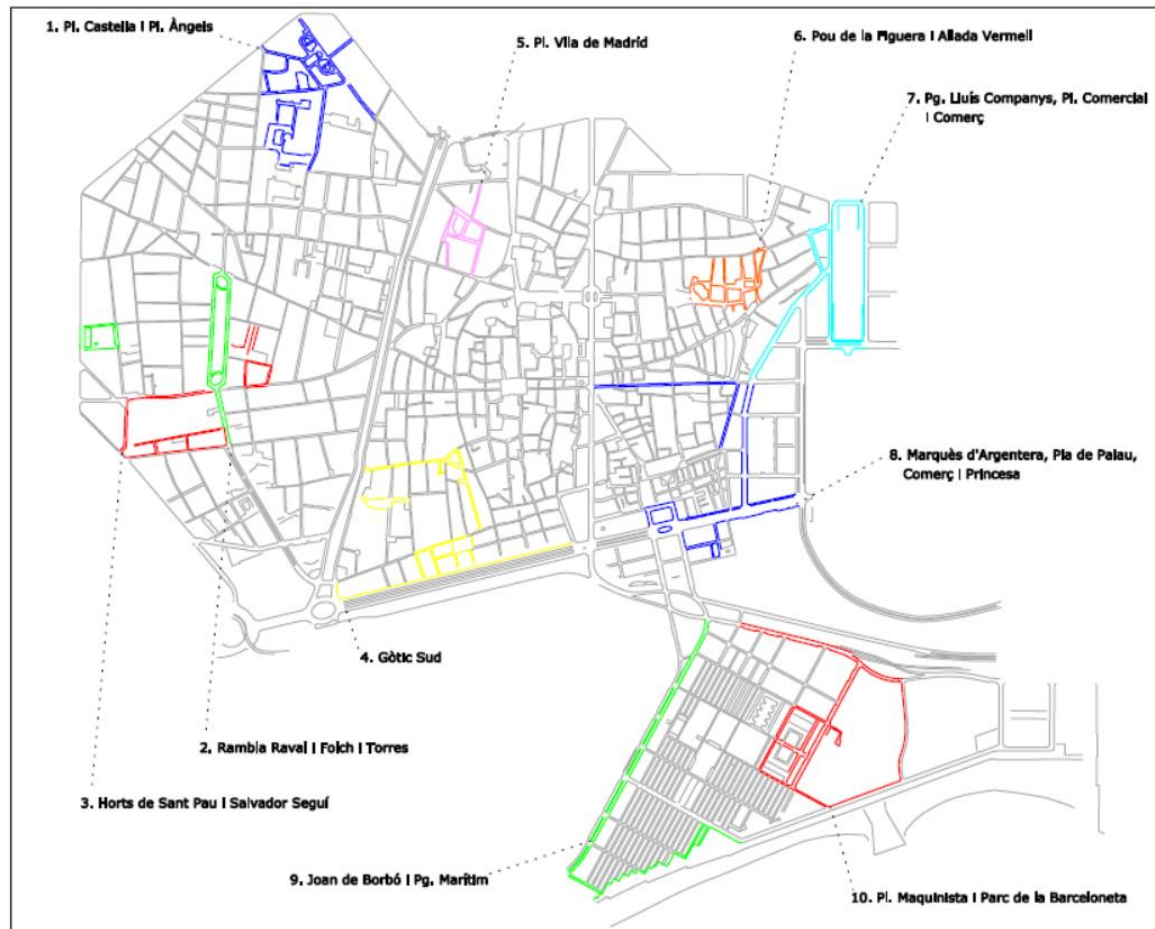 1. Pl. Castella i Pl. Àngels
5. Pl. Vila de Madrid
6. Pou de la Figuera i Allada Vermell
7. Pg. Lluís Companys, Pl. Comercial
i Comerç
8. Marquès d'Argentera, Pla de Palau,
Comerç i Princesa
4. Gòtic Sud
2. Rambla Raval i Folch i Torres
3. Horts de Sant Pau i Salvador Seguí
9. Joan de Borbó i Pg. Marítim
10. Pl. Maquinista i Parc de la Barceloneta